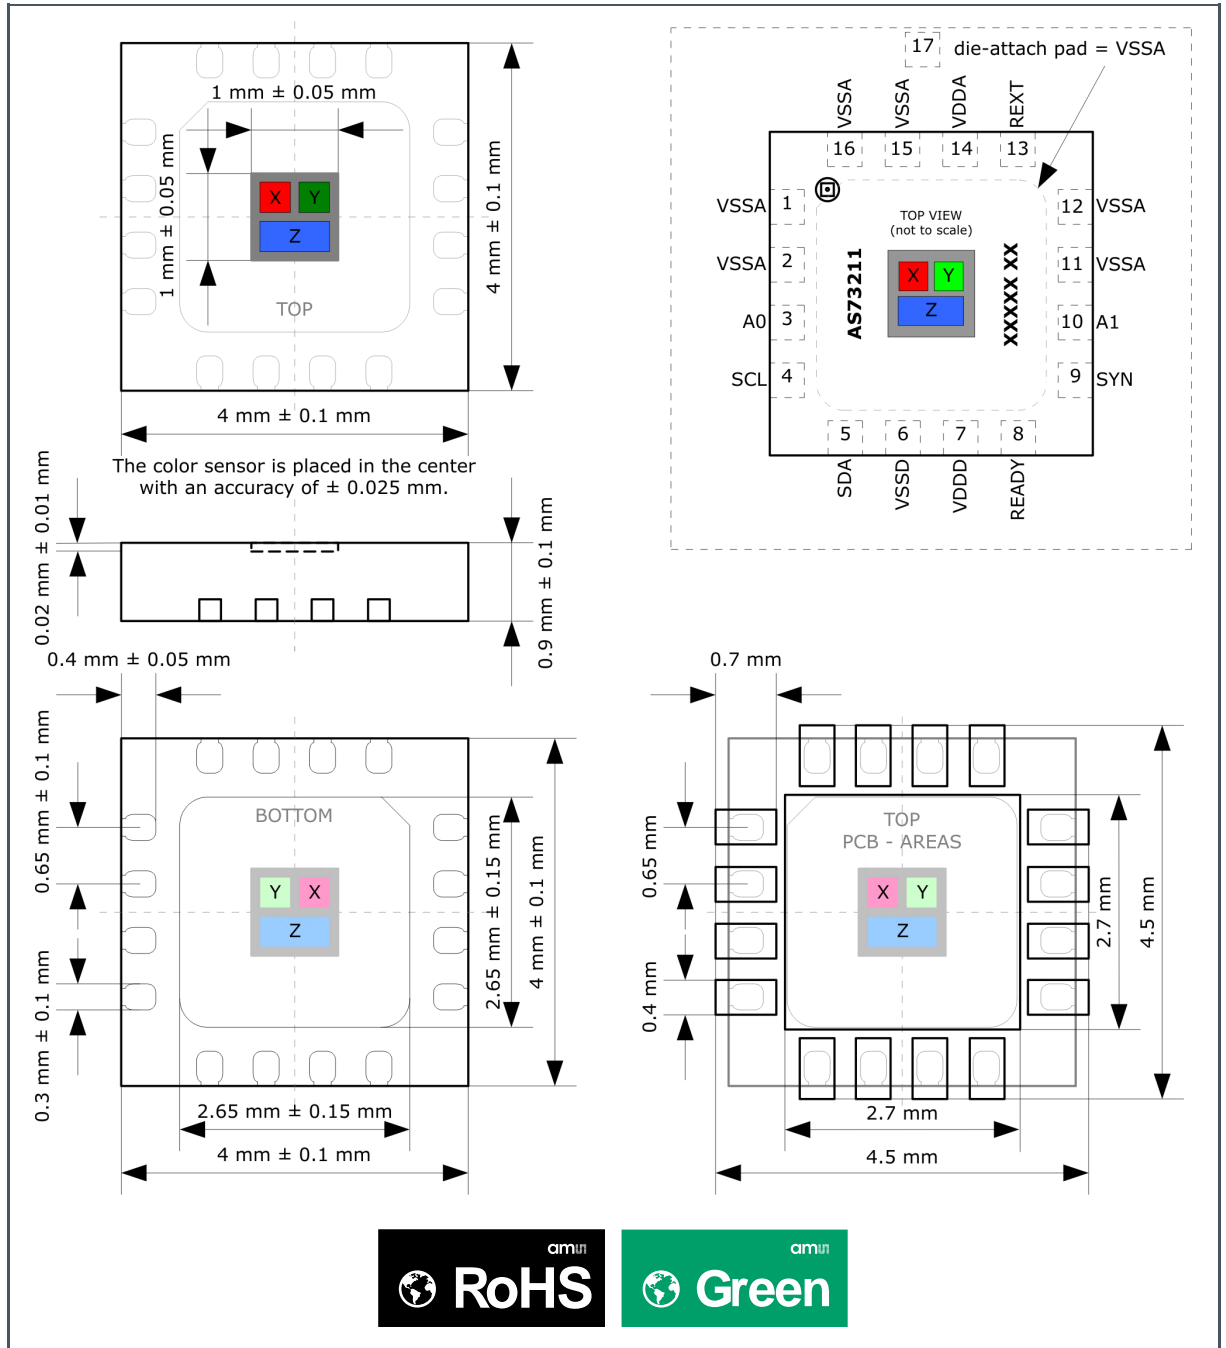 1 mm ± 0.05 mm
1 mm ± 0.05 mm
X
Y
Z
TOP
4 mm ± 0.1 mm
4 mm ± 0.1 mm
The color sensor is placed in the center
with an accuracy of ± 0.025 mm.
17 die-attach pad = VSSA
VSSA
VSSA
VDDA
REXT
16
15
14
13
VSSA 1
VSSA 2
A0 3
SCL 4
12 VSSA
11 VSSA
10 A1
9 SYN
TOP VIEW
(not to scale)
AS73211
X
Y
Z
XXXXX XX
5
6
7
8
SDA
VSSD
VDDD
READY
0.02 mm ± 0.01 mm
0.9 mm ± 0.1 mm
0.4 mm ± 0.05 mm
0.65 mm ± 0.1 mm
0.3 mm ± 0.1 mm
BOTTOM
Y
X
Z
2.65 mm ± 0.15 mm
4 mm ± 0.1 mm
2.65 mm ± 0.15 mm
4 mm ± 0.1 mm
0.7 mm
0.65 mm
0.4 mm
TOP
PCB - AREAS
X
Y
Z
2.7 mm
4.5 mm
2.7 mm
4.5 mm
amu
RoHS
amu
Green